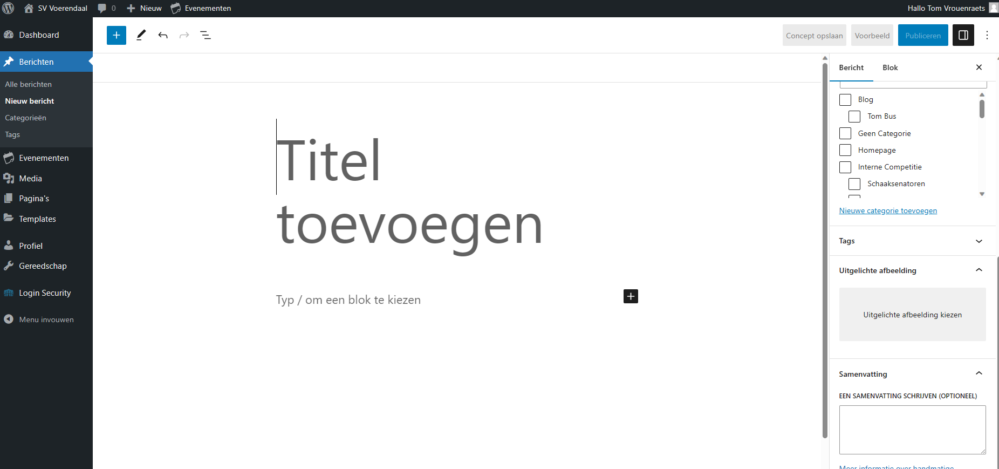 SV Voerendaal 0 Nieuw Evenementen Hallo Tom Vrouenraets
Dashboard
Berichten
Alle berichten
Nieuw bericht
Categorieën
Tags
Evenementen
Media
Pagina's
Templates
Profiel
Gereedschap
Login Security
Menu invouwen
Concept opslaan Voorbeeld Publiceren
Titel
toevoegen
Typ / om een blok te kiezen
Bericht Blok
Blog
Tom Bus
Geen Categorie
Homepage
Interne Competitie
Schaaksenatoren
Nieuwe categorie toevoegen
Tags
Uitgelichte afbeelding
Uitgelichte afbeelding kiezen
Samenvatting
EEN SAMENVATTING SCHRIJVEN (OPTIONEEL)
Meer informatie over handmatige